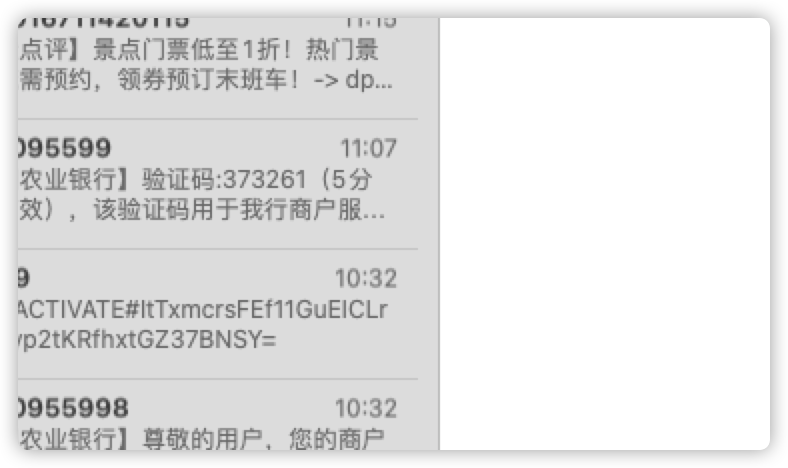 716711420115
11:15
点评】景点门票低至1折！热门景
需预约，领券预订末班车！-> dp...
095599
11:07
农业银行】验证码:373261（5分
效），该验证码用于我行商户服...
9
10:32
ACTIVATE#ItTxmcrsFEf11GuEICLr
yp2tKRfhxtGZ37BNSY=
0955998
10:32
农业银行】尊敬的用户，您的商户